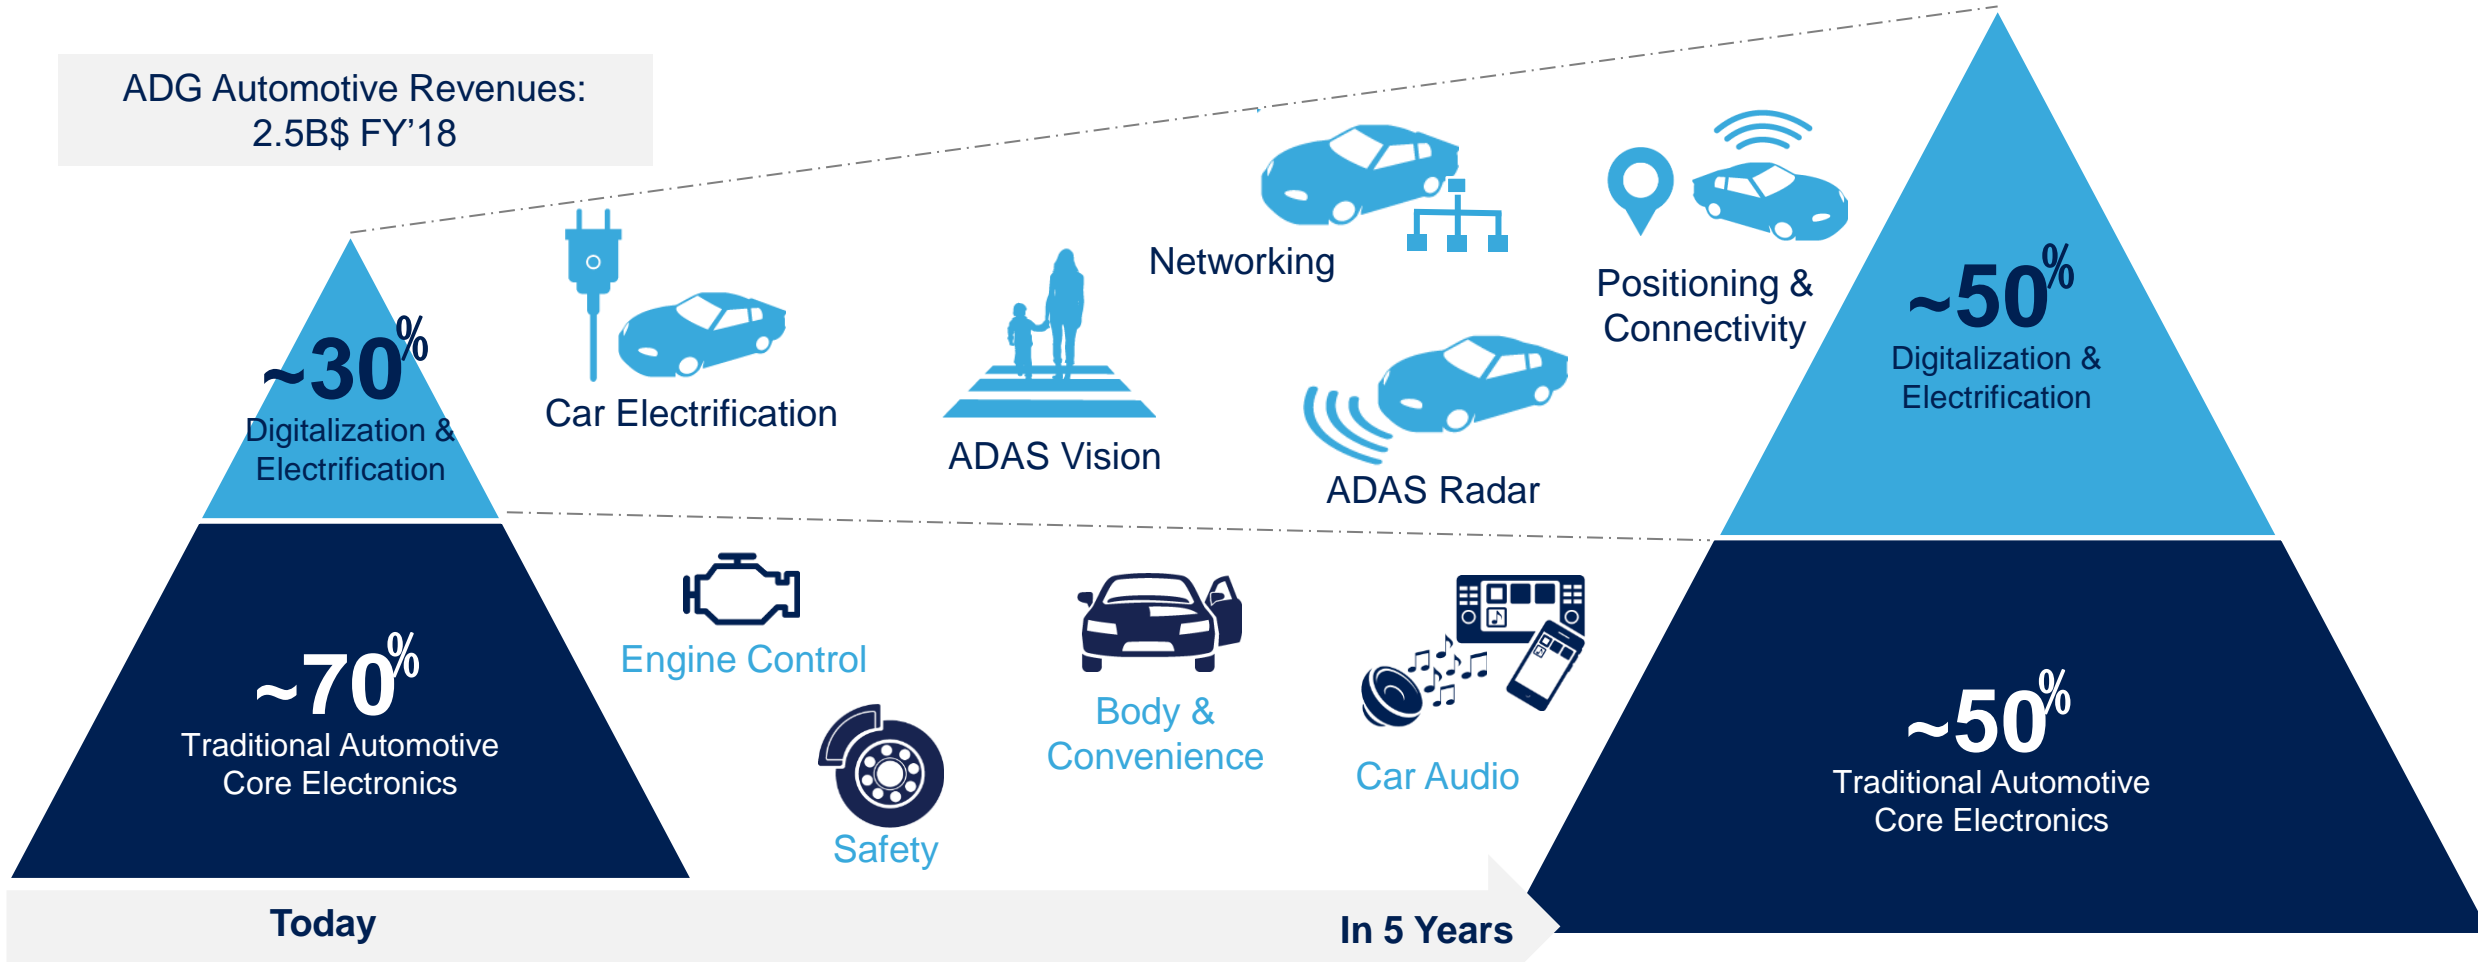 ADG Automotive Revenues:
2.5B$ FY’18
~30%
Digitalization &
Electrification
~70%
Traditional Automotive
Core Electronics
Car Electrification
ADAS Vision
Networking
ADAS Radar
Positioning &
Connectivity
Engine Control
Safety
Body &
Convenience
Car Audio
~50%
Digitalization &
Electrification
~50%
Traditional Automotive
Core Electronics
Today
In 5 Years